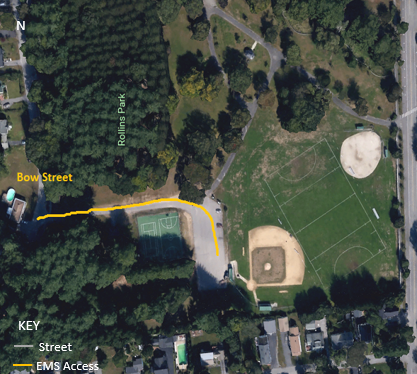 N
Rollins Park
Bow Street
KEY
Street
EMS Access